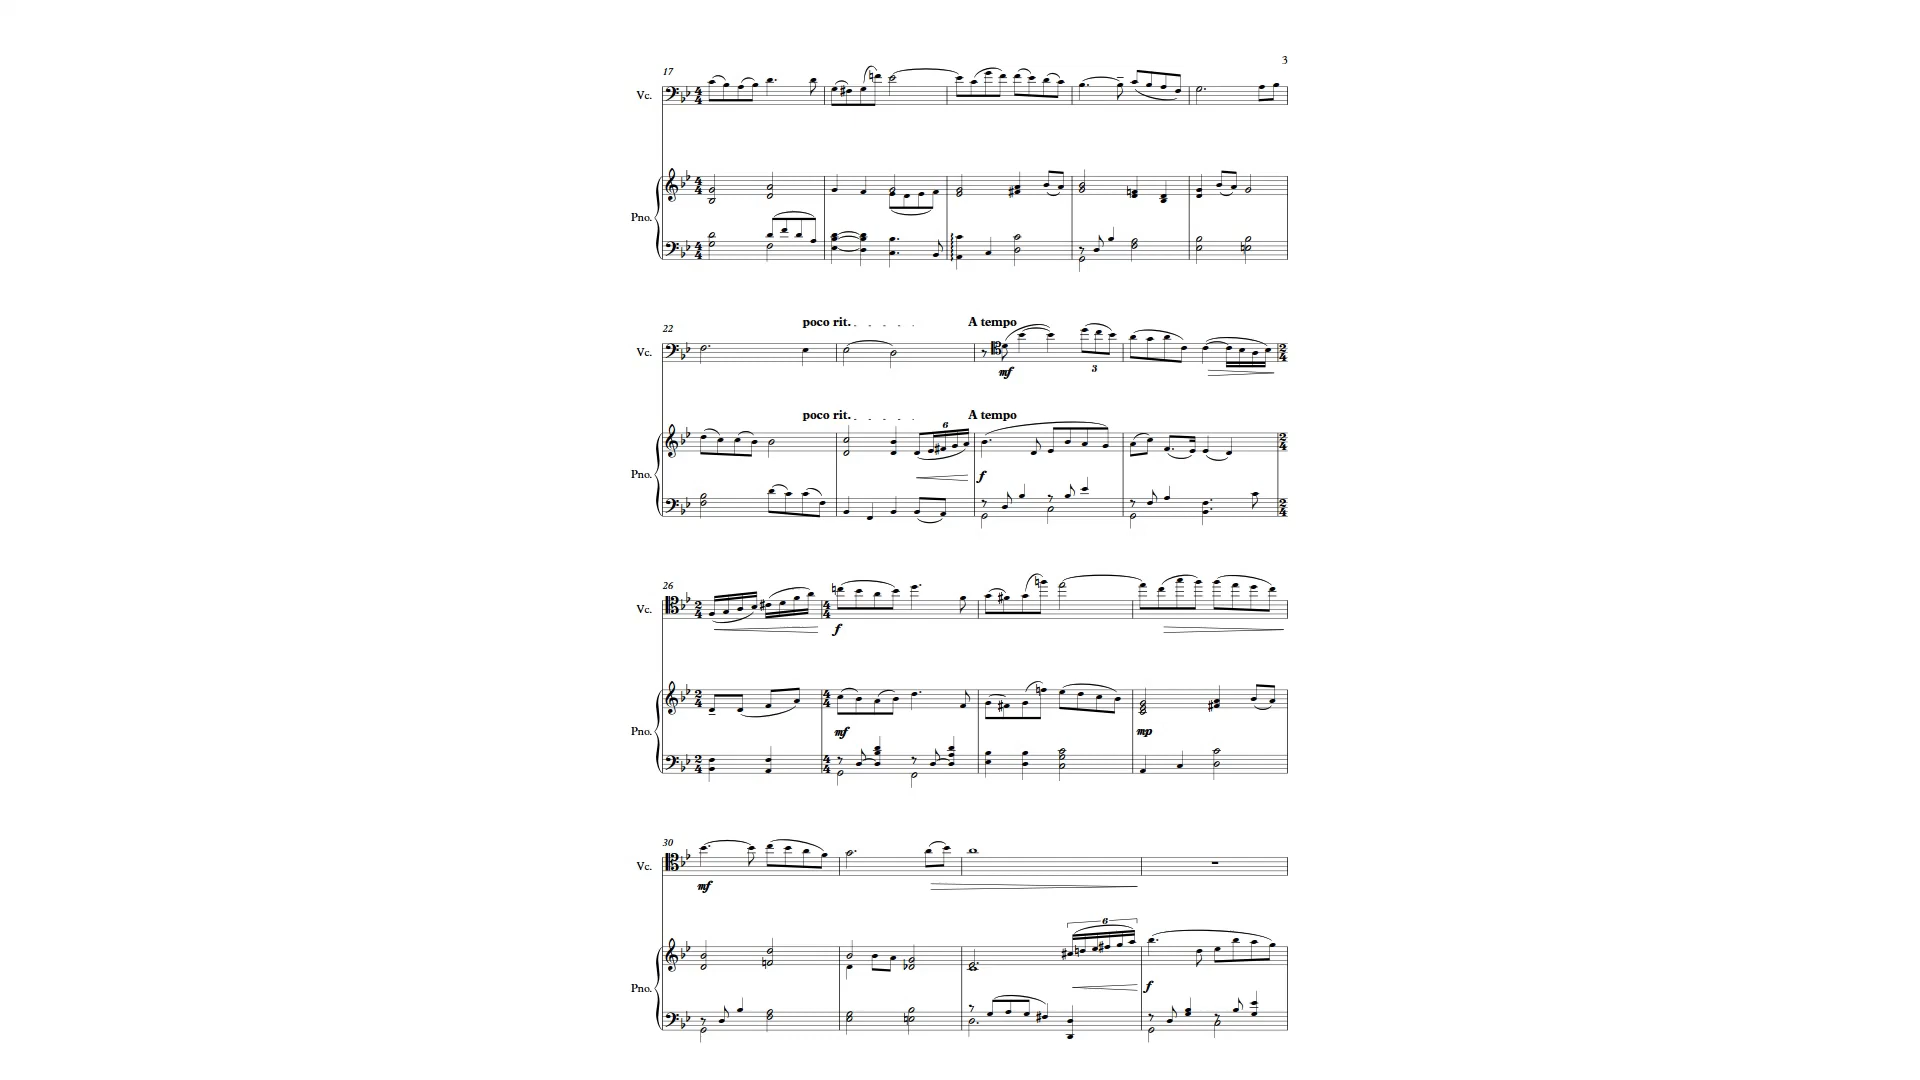 3
17
Vc.
Pno.
poco rit. A tempo
22
Vc.
mf
3
poco rit. A tempo
6
Pno.
f
26
Vc.
f
Pno.
mf mp
30
Vc.
mf
6
Pno.
f